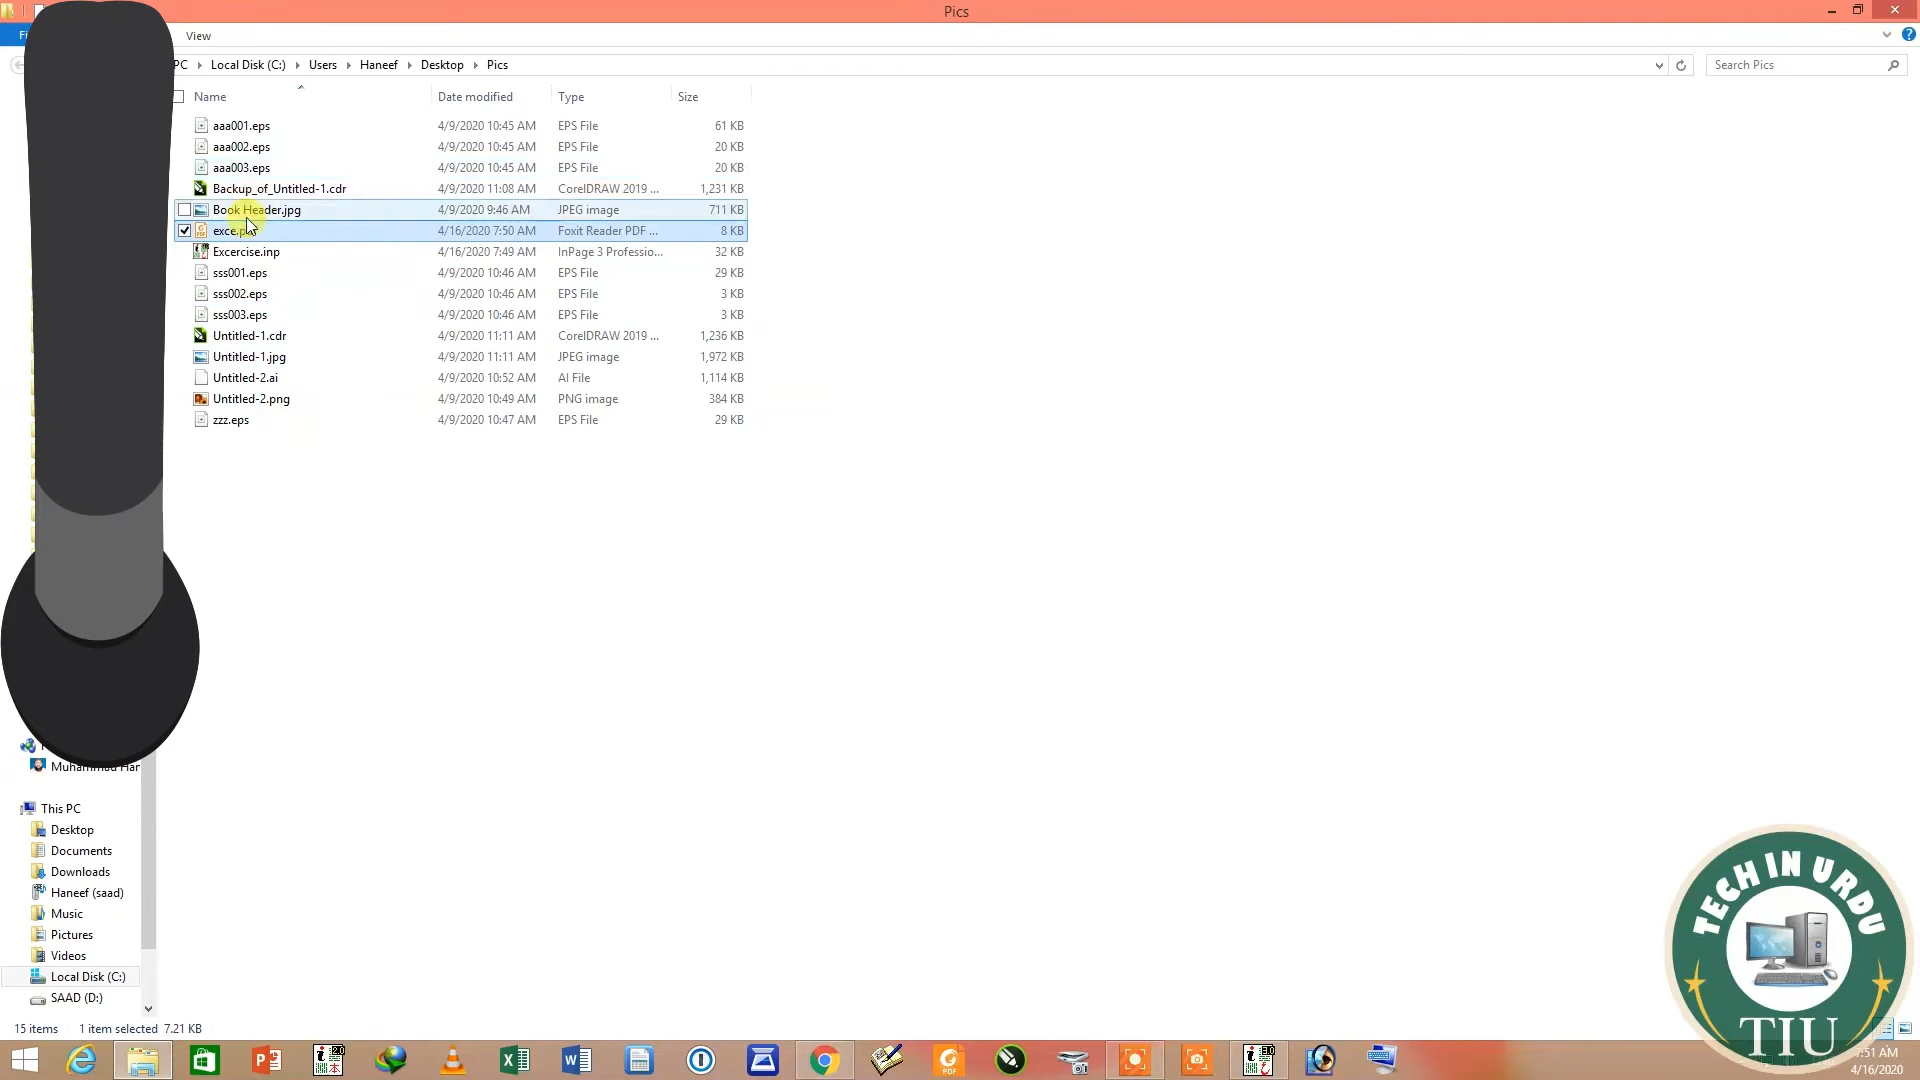 Pics
View
PC Local Disk (C:) Users Haneef Desktop Pics
Search Pics
Name Date modified Type Size
aaa001.eps 4/9/2020 10:45 AM EPS File 61 KB
aaa002.eps 4/9/2020 10:45 AM EPS File 20 KB
aaa003.eps 4/9/2020 10:45 AM EPS File 20 KB
Backup_of_Untitled-1.cdr 4/9/2020 11:08 AM CorelDRAW 2019 ... 1,231 KB
Book Header.jpg 4/9/2020 9:46 AM JPEG image 711 KB
4/16/2020 7:50 AM Foxit Reader PDF ... 8 KB
Excercise.inp 4/16/2020 7:49 AM InPage 3 Professio... 32 KB
sss001.eps 4/9/2020 10:46 AM EPS File 29 KB
sss002.eps 4/9/2020 10:46 AM EPS File 3 KB
sss003.eps 4/9/2020 10:46 AM EPS File 3 KB
Untitled-1.cdr 4/9/2020 11:11 AM CorelDRAW 2019 ... 1,236 KB
Untitled-1.jpg 4/9/2020 11:11 AM JPEG image 1,972 KB
Untitled-2.ai 4/9/2020 10:52 AM AI File 1,114 KB
Untitled-2.png 4/9/2020 10:49 AM PNG image 384 KB
zzz.eps 4/9/2020 10:47 AM EPS File 29 KB
Muhammad Har
This PC
Desktop
Documents
Downloads
Haneef (saad)
Music
Pictures
Videos
Local Disk (C:)
SAAD (D:)
15 items 1 item selected 7.21 KB
TECH IN URDU
TIU
7:51 AM
4/16/2020